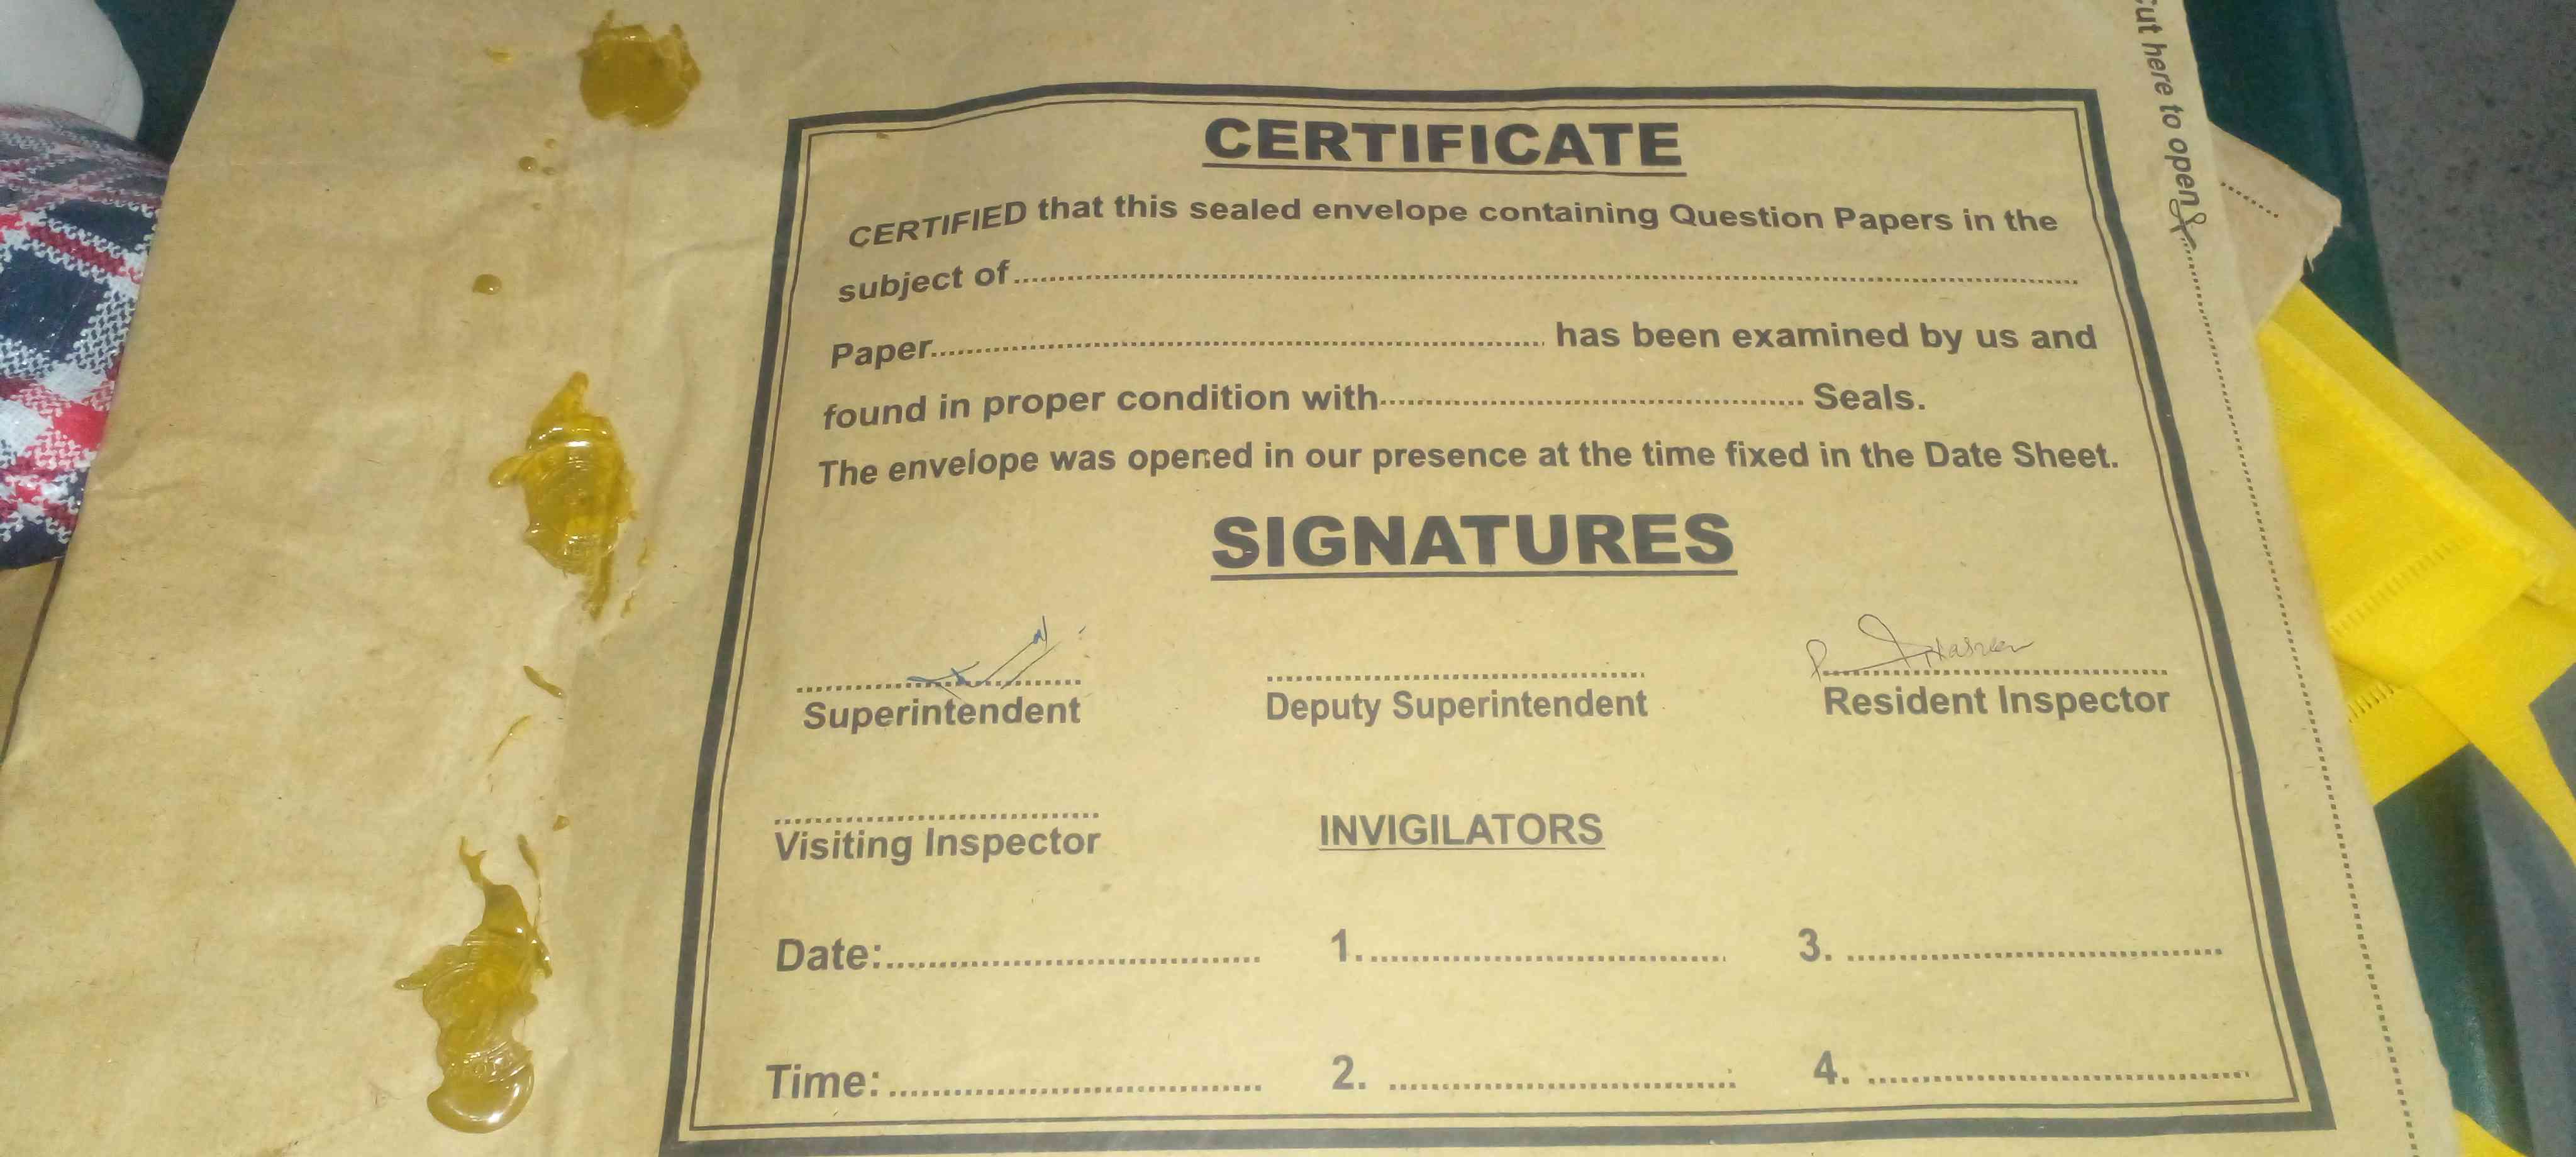 Cut here to open
CERTIFICATE
CERTIFIED that this sealed envelope containing Question Papers in the
subject of
Paper has been examined by us and
found in proper condition with Seals.
The envelope was opened in our presence at the time fixed in the Date Sheet.
SIGNATURES
Superintendent Deputy Superintendent Resident Inspector
Visiting Inspector INVIGILATORS
Date: 1. 3.
Time: 2. 4.